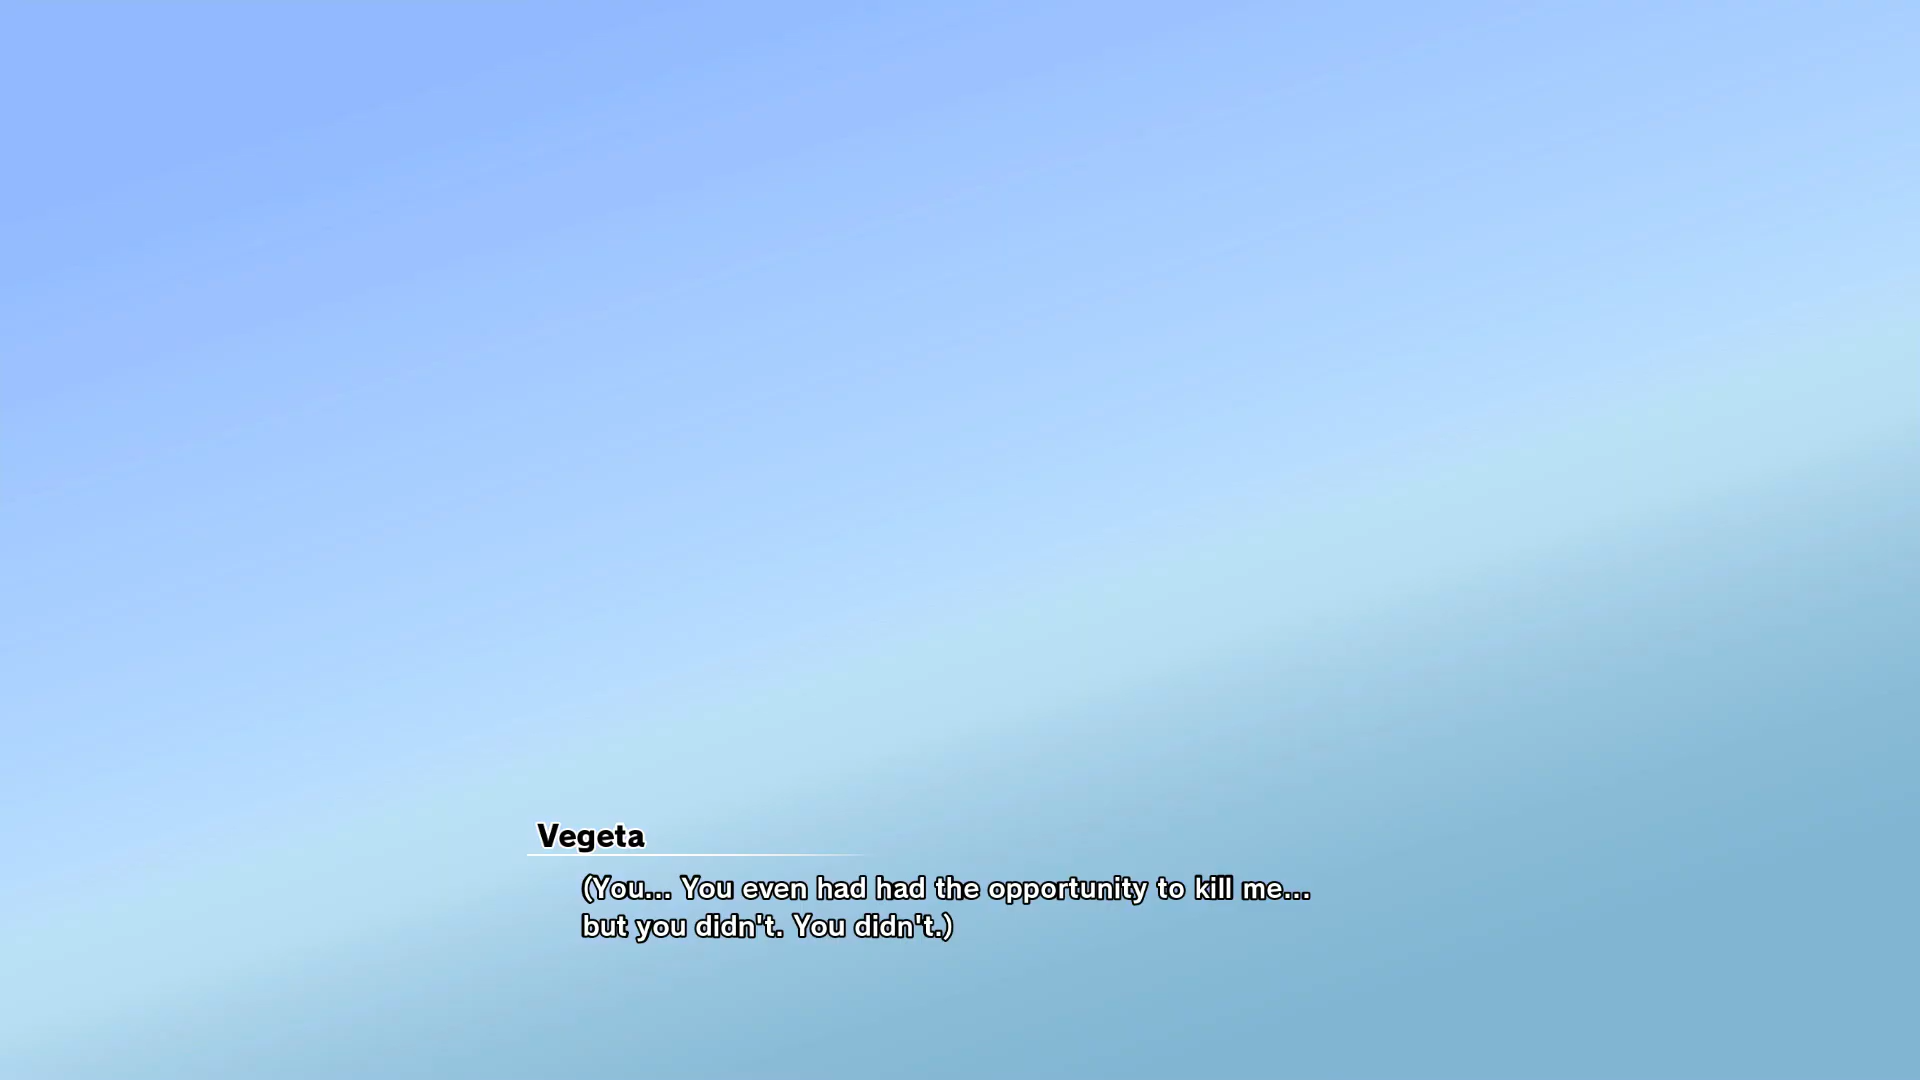 Vegeta
(You... You even had had the opportunity to kill me...
but you didn't. You didn't.)